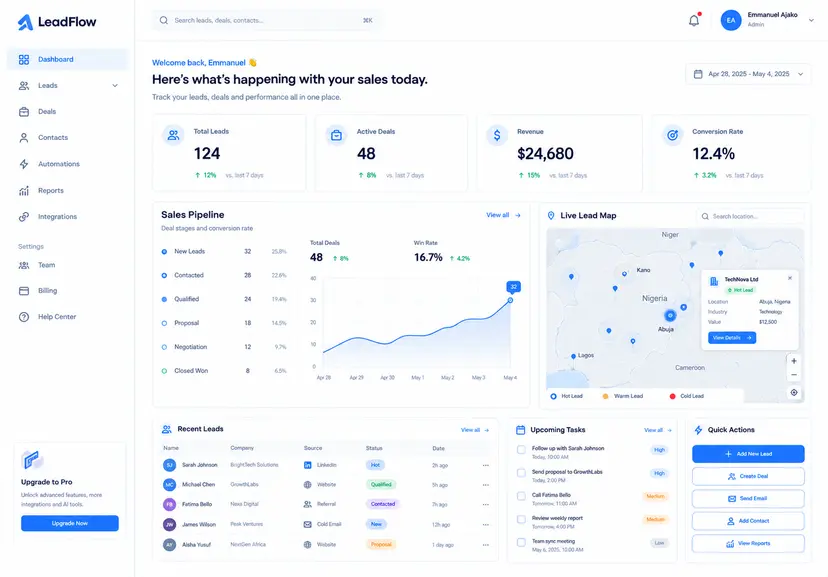 LeadFlow
Search leads, deals, contacts...
⌘K
EA
Emmanuel Ajako
Admin
Dashboard
Leads
Deals
Contacts
Automations
Reports
Integrations
Settings
Team
Billing
Help Center
Upgrade to Pro
Unlock advanced features, more
integrations and AI tools.
Upgrade Now
Welcome back, Emmanuel 👋
Here's what's happening with your sales today.
Track your leads, deals and performance all in one place.
Apr 28, 2025 - May 4, 2025
Total Leads
124
↑ 12% vs. last 7 days
Active Deals
48
↑ 8% vs. last 7 days
Revenue
$24,680
↑ 15% vs. last 7 days
Conversion Rate
12.4%
↑ 3.2% vs. last 7 days
Sales Pipeline
View all →
Deal stages and conversion rate
New Leads 32 25.8%
Contacted 28 22.6%
Qualified 24 19.4%
Proposal 18 14.5%
Negotiation 12 9.7%
Closed Won 8 6.5%
Total Deals
48 ↑ 8%
Win Rate
16.7% ↑ 4.2%
40
30
20
10
0
32
Apr 28 Apr 29 Apr 30 May 1 May 2 May 3 May 4
Live Lead Map
Search location...
Niger
Kano
Nigeria
Abuja
Lagos
Cameroon
TechNova Ltd
Hot Lead
Location Abuja, Nigeria
Industry Technology
Value $12,500
View Details →
+
−
Hot Lead Warm Lead Cold Lead
Recent Leads
View all →
Name Company Source Status Date
SJ Sarah Johnson BrightTech Solutions LinkedIn Hot 2h ago
MC Michael Chen GrowthLabs Website Qualified 5h ago
FB Fatima Bello Nexa Digital Referral Contacted 7h ago
JW James Wilson Peak Ventures Cold Email New 12h ago
AY Aisha Yusuf NextGen Africa Website Proposal 1 day ago
Upcoming Tasks
View all →
Follow up with Sarah Johnson
Today, 10:00 AM
High
Send proposal to GrowthLabs
Today, 2:00 PM
High
Call Fatima Bello
Tomorrow, 11:00 AM
Medium
Review weekly report
Tomorrow, 4:00 PM
Medium
Team sync meeting
May 6, 2025, 10:00 AM
Low
Quick Actions
+ Add New Lead
Create Deal
Send Email
Add Contact
View Reports